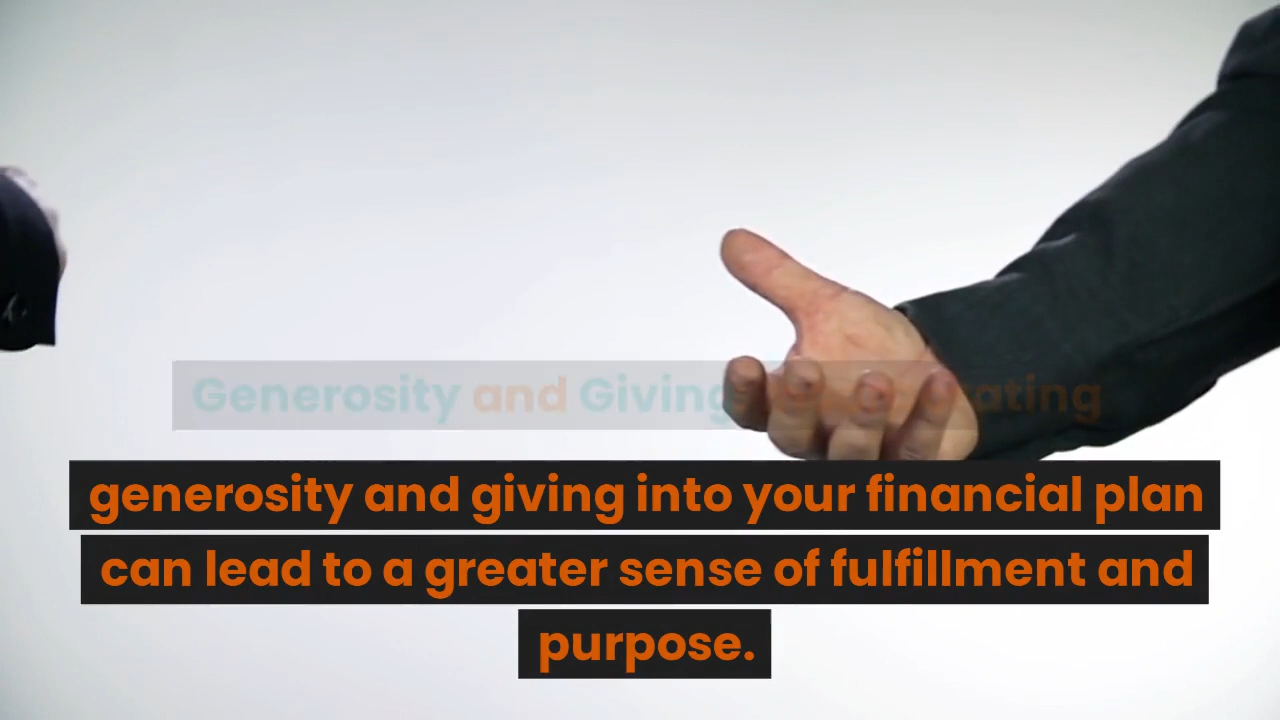 Generosity and Giving Incorporating
generosity and giving into your financial plan
can lead to a greater sense of fulfillment and
purpose.